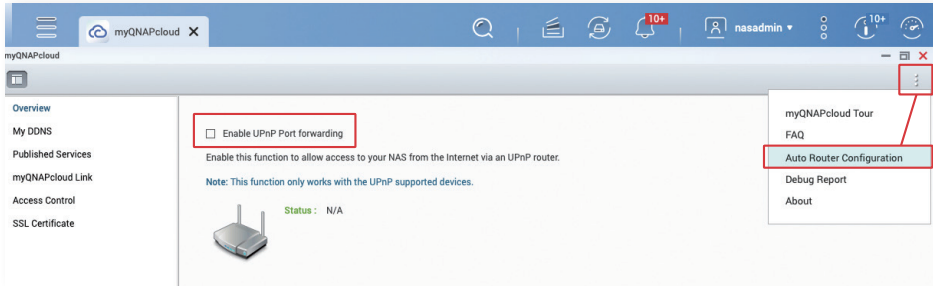 myQNAPcloud X
10+
nasadmin
10+
myQNAPcloud
Overview
My DDNS
Published Services
myQNAPcloud Link
Access Control
SSL Certificate
Enable UPnP Port forwarding
Enable this function to allow access to your NAS from the Internet via an UPnP router.
Note: This function only works with the UPnP supported devices.
Status : N/A
myQNAPcloud Tour
FAQ
Auto Router Configuration
Debug Report
About